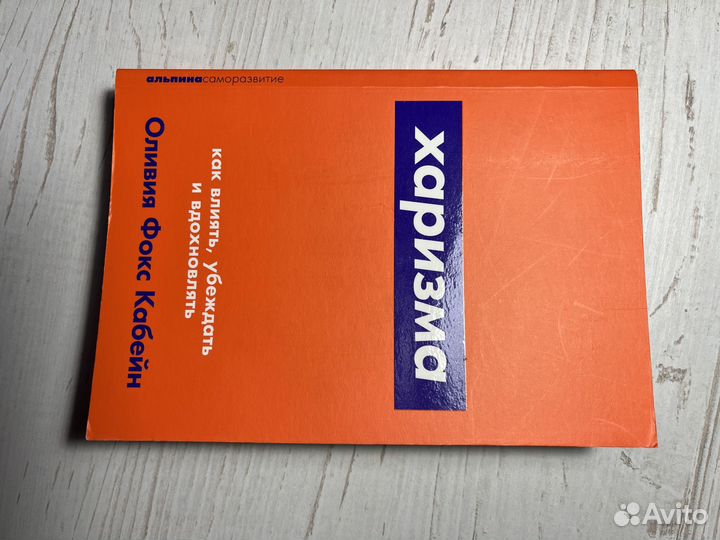 альпинасаморазвитие
харизма
как влиять, убеждать
и вдохновлять
Оливия Фокс Кабейн
Avito